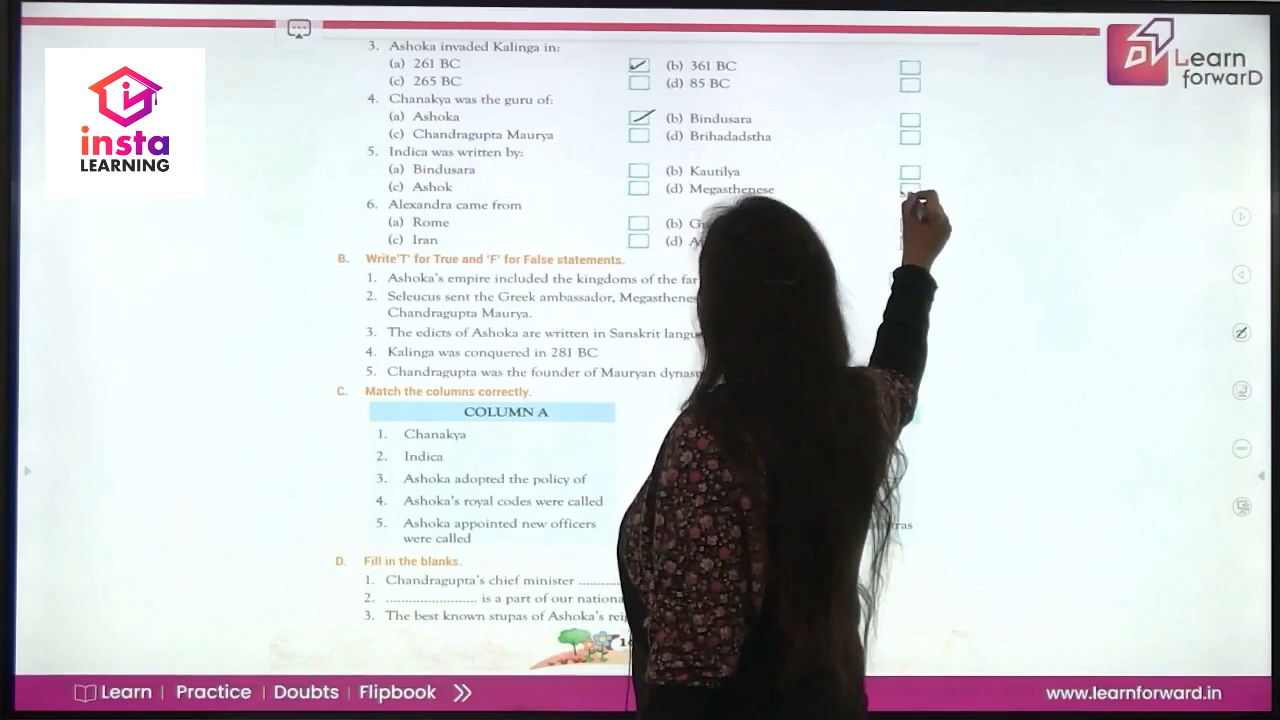 3. Ashoka invaded Kalinga in:
(a) 261 BC (b) 361 BC
(c) 265 BC (d) 85 BC
4. Chanakya was the guru of:
(a) Ashoka (b) Bindusara
(c) Chandragupta Maurya (d) Brihadadstha
5. Indica was written by:
(a) Bindusara (b) Kautilya
(c) Ashok (d) Megasthenese
6. Alexandra came from
(a) Rome (b)
(c) Iran (d)
B. Write'T' for True and 'F' for False statements.
1. Ashoka's empire included the kingdoms of the far
2. Seleucus sent the Greek ambassador,
Chandragupta Maurya.
3. The edicts of Ashoka are written in Sanskrit
4. Kalinga was conquered in 281 BC
5. Chandragupta was the founder of Mauryan
C. Match the columns correctly.
COLUMN A
1. Chanakya
2. Indica
3. Ashoka adopted the policy of
4. Ashoka's royal codes were called
5. Ashoka appointed new officers
were called
D. Fill in the blanks.
1. Chandragupta's chief minister ..........
2. .......................... is a part of our
3. The best known stupas of Ashoka's
insta
LEARNING
Learn
forwarD
Learn | Practice | Doubts | Flipbook
www.learnforward.in